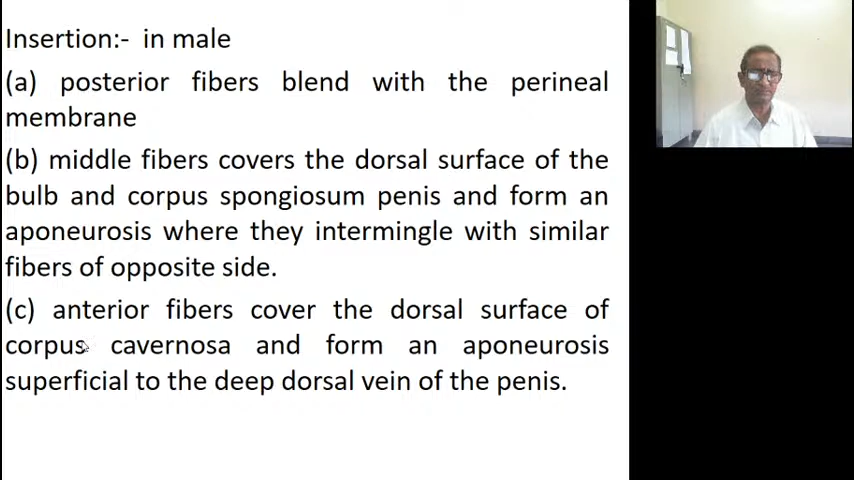 Insertion:- in male
(a) posterior fibers blend with the perineal
membrane
(b) middle fibers covers the dorsal surface of the
bulb and corpus spongiosum penis and form an
aponeurosis where they intermingle with similar
fibers of opposite side.
(c) anterior fibers cover the dorsal surface of
corpus cavernosa and form an aponeurosis
superficial to the deep dorsal vein of the penis.